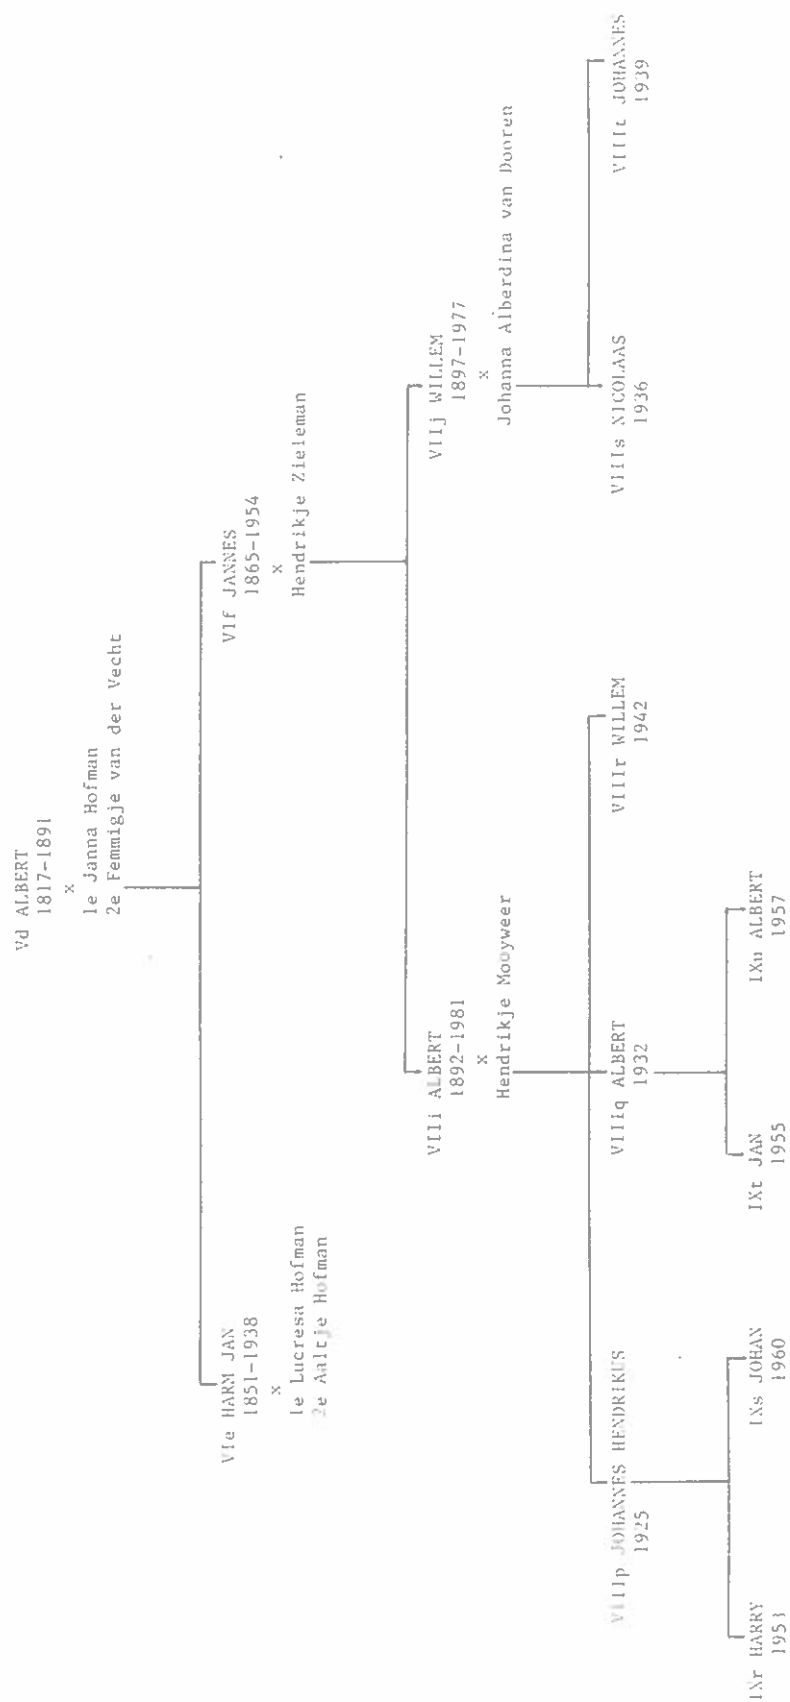 Vd ALBERT
1817-1891
x
1e Janna Hofman
2e Femmigje van der Vecht
VIe HARM JAN
1851-1938
x
1e Lucresa Hofman
2e Aaltje Hofman
VIf JANNES
1865-1954
x
Hendrikje Zieleman
VIIi ALBERT
1892-1981
x
Hendrikje Mooyweer
VIIj WILLEM
1897-1977
x
Johanna Alberdina van Dooren
VIIIp JOHANNES HENDRIKUS
1925
VIIIq ALBERT
1932
VIIIr WILLEM
1942
VIIIs NICOLAAS
1936
VIIIt JOHANNES
1939
IXr HARRY
1953
IXs JOHAN
1960
IXt JAN
1955
IXu ALBERT
1957